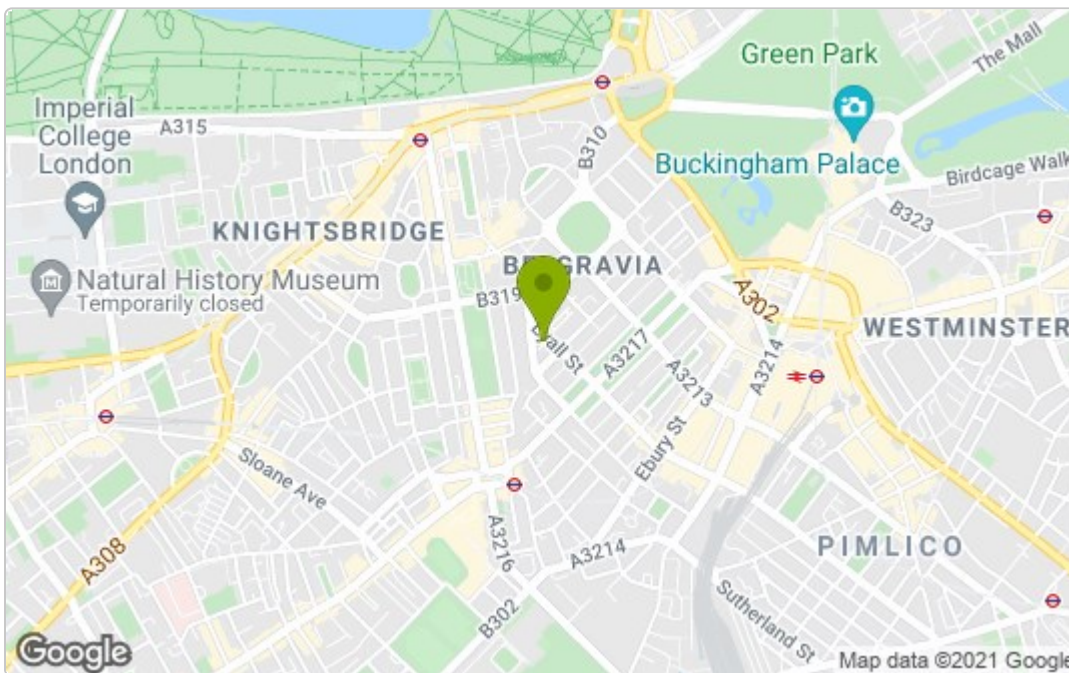 Green Park
The Mall
Imperial
College
London
A315
B310
Buckingham Palace
Birdcage Walk
B323
KNIGHTSBRIDGE
Natural History Museum
Temporarily closed
B319
A302
WESTMINSTER
A3217
A3214
A3213
Ebury St
Sloane Ave
A308
A3216
A3214
PIMLICO
B302
Sutherland St
Google
Map data ©2021 Google